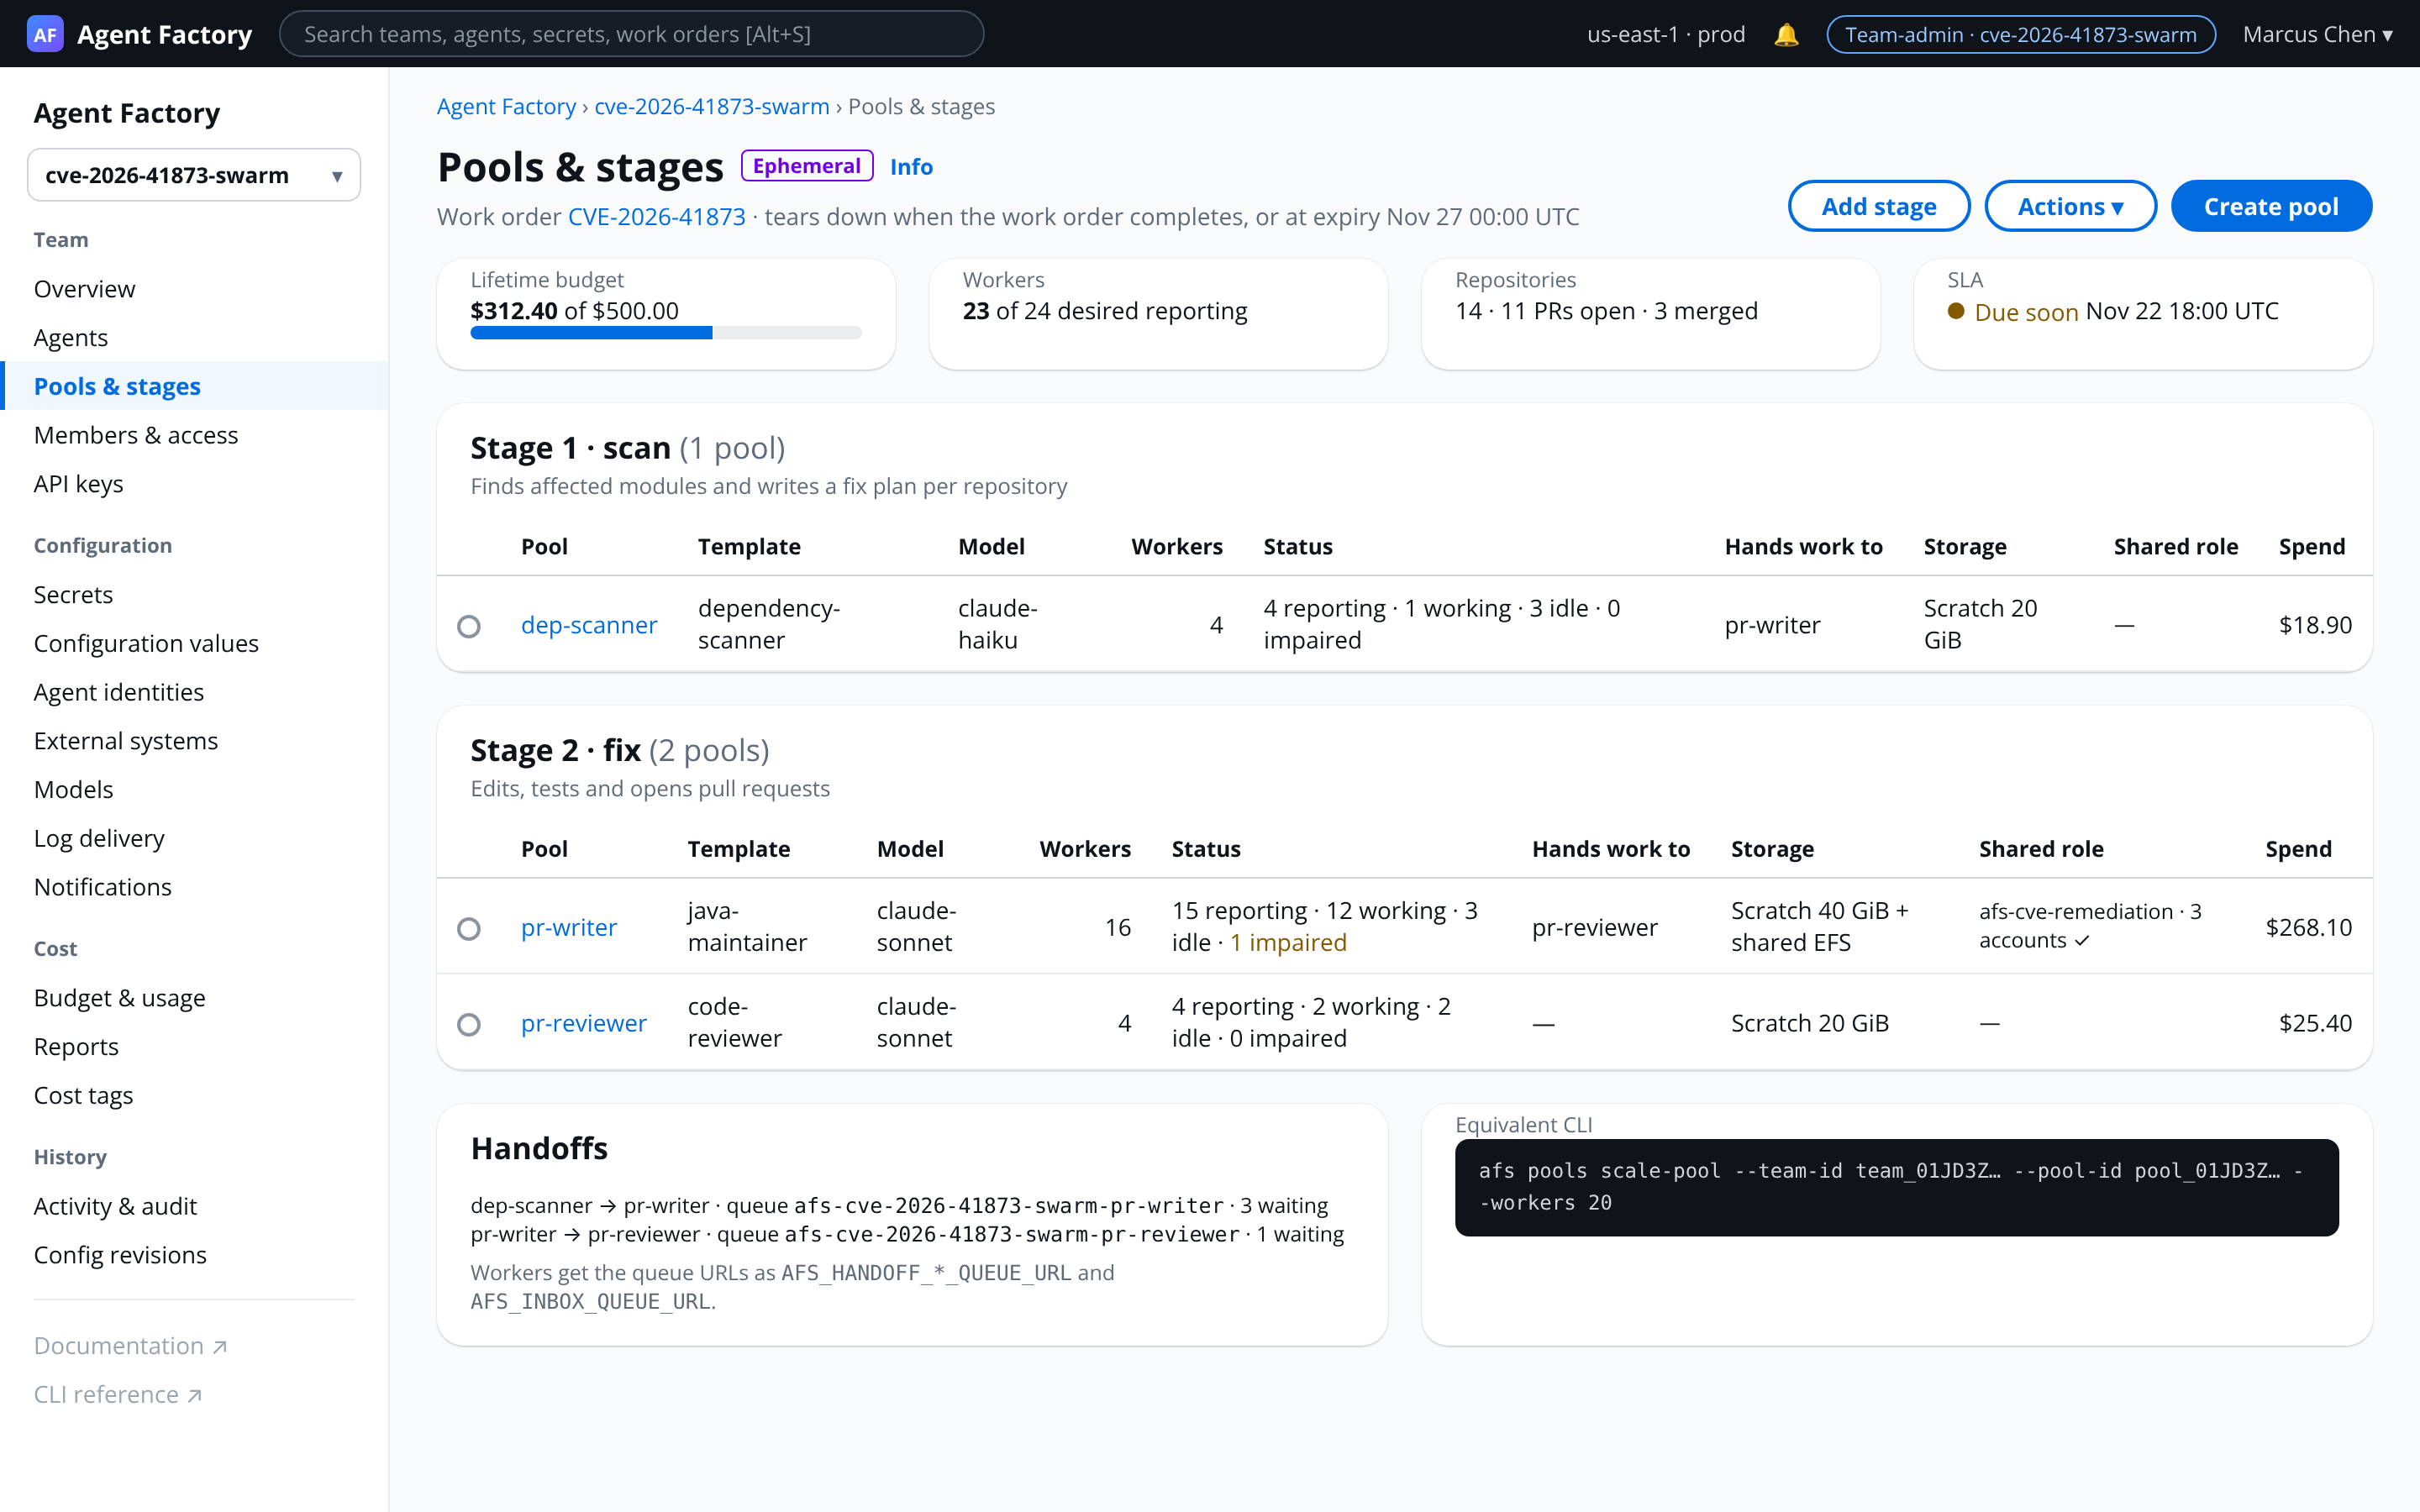 AF Agent Factory
Search teams, agents, secrets, work orders [Alt+S]
us-east-1 · prod
Team-admin · cve-2026-41873-swarm
Marcus Chen ▾
Agent Factory
cve-2026-41873-swarm ▾
Team
Overview
Agents
Pools & stages
Members & access
API keys
Configuration
Secrets
Configuration values
Agent identities
External systems
Models
Log delivery
Notifications
Cost
Budget & usage
Reports
Cost tags
History
Activity & audit
Config revisions
Documentation ↗
CLI reference ↗
Agent Factory › cve-2026-41873-swarm › Pools & stages
Pools & stages Ephemeral Info
Work order CVE-2026-41873 · tears down when the work order completes, or at expiry Nov 27 00:00 UTC
Add stage
Actions ▾
Create pool
Lifetime budget
$312.40 of $500.00
Workers
23 of 24 desired reporting
Repositories
14 · 11 PRs open · 3 merged
SLA
Due soon Nov 22 18:00 UTC
Stage 1 · scan (1 pool)
Finds affected modules and writes a fix plan per repository
Pool Template Model Workers Status Hands work to Storage Shared role Spend
dep-scanner
dependency-
scanner
claude-
haiku
4
4 reporting · 1 working · 3 idle · 0
impaired
pr-writer
Scratch 20
GiB
—
$18.90
Stage 2 · fix (2 pools)
Edits, tests and opens pull requests
Pool Template Model Workers Status Hands work to Storage Shared role Spend
pr-writer
java-
maintainer
claude-
sonnet
16
15 reporting · 12 working · 3
idle · 1 impaired
pr-reviewer
Scratch 40 GiB +
shared EFS
afs-cve-remediation · 3
accounts ✓
$268.10
pr-reviewer
code-
reviewer
claude-
sonnet
4
4 reporting · 2 working · 2
idle · 0 impaired
—
Scratch 20 GiB
—
$25.40
Handoffs
dep-scanner → pr-writer · queue afs-cve-2026-41873-swarm-pr-writer · 3 waiting
pr-writer → pr-reviewer · queue afs-cve-2026-41873-swarm-pr-reviewer · 1 waiting
Workers get the queue URLs as AFS_HANDOFF_*_QUEUE_URL and
AFS_INBOX_QUEUE_URL.
Equivalent CLI
afs pools scale-pool --team-id team_01JD3Z… --pool-id pool_01JD3Z… -
-workers 20